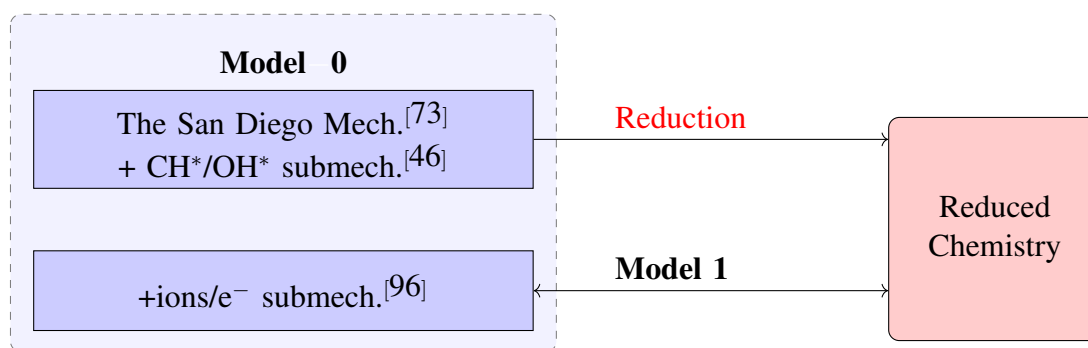 Model 0
The San Diego Mech.[73]
+ CH*/OH* submech.[46]
Reduction
Reduced
Chemistry
+ions/e⁻ submech.[96]
Model 1